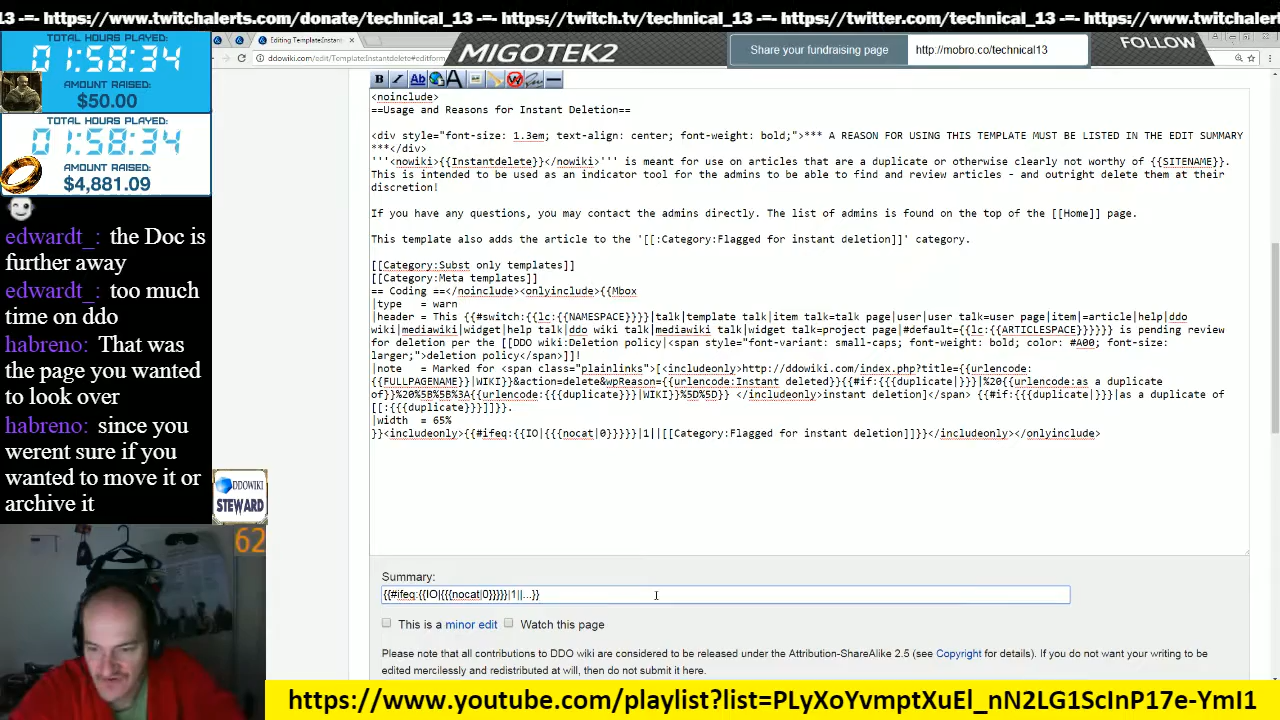 13 -=- https://www.twitchalerts.com/donate/technical_13 -=- https://twitch.tv/technical_13 -=- https://twitter.com/technical_13 -=- https://www.twitchalert
TOTAL HOURS PLAYED:
01:58:34
AMOUNT RAISED:
$50.00
TOTAL HOURS PLAYED:
01:58:34
AMOUNT RAISED:
$4,881.09
edwardt_: the Doc is
further away
edwardt_: too much
time on ddo
habreno: That was
the page you wanted
to look over
habreno: since you
werent sure if you
wanted to move it or
archive it
DDOWIKI
STEWARD
62
Editing Template:Instant
ddowiki.com/edit/Template:Instantdelete#editform
MIGOTEK2
Share your fundraising page
http://mobro.co/technical13
FOLLOW
<noinclude>
==Usage and Reasons for Instant Deletion==
<div style="font-size: 1.3em; text-align: center; font-weight: bold;">*** A REASON FOR USING THIS TEMPLATE MUST BE LISTED IN THE EDIT SUMMARY
***</div>
'''<nowiki>{{Instantdelete}}</nowiki>''' is meant for use on articles that are a duplicate or otherwise clearly not worthy of {{SITENAME}}.
This is intended to be used as an indicator tool for the admins to be able to find and review articles - and outright delete them at their
discretion!
If you have any questions, you may contact the admins directly. The list of admins is found on the top of the [[Home]] page.
This template also adds the article to the '[[:Category:Flagged for instant deletion]]' category.
[[Category:Subst only templates]]
[[Category:Meta templates]]
== Coding ==</noinclude><onlyinclude>{{Mbox
|type = warn
|header = This {{#switch:{{lc:{{NAMESPACE}}}}|talk|template talk|item talk=talk page|user|user talk=user page|item|=article|help|ddo
wiki|mediawiki|widget|help talk|ddo wiki talk|mediawiki talk|widget talk=project page|#default={{lc:{{ARTICLESPACE}}}}}} is pending review
for deletion per the [[DDO wiki:Deletion policy|<span style="font-variant: small-caps; font-weight: bold; color: #A00; font-size:
larger;">deletion policy</span>]]!
|note = Marked for <span class="plainlinks">[<includeonly>http://ddowiki.com/index.php?title={{urlencode:
{{FULLPAGENAME}}|WIKI}}&action=delete&wpReason={{urlencode:Instant deleted}}{{#if:{{{duplicate|}}}|%20{{urlencode:as a duplicate
of}}%20%5B%5B%3A{{urlencode:{{{duplicate}}}|WIKI}}%5D%5D}} </includeonly>instant deletion]</span> {{#if:{{{duplicate|}}}|as a duplicate of
[[:{{{duplicate}}}]]}}.
|width = 65%
}}<includeonly>{{#ifeq:{{IO|{{{nocat|0}}}}}|1||[[Category:Flagged for instant deletion]]}}</includeonly></onlyinclude>
Summary:
{{#ifeq:{{IO|{{{nocat|0}}}}}|1||...}}
This is a minor edit Watch this page
Please note that all contributions to DDO wiki are considered to be released under the Attribution-ShareAlike 2.5 (see Copyright for details). If you do not want your writing to be
edited mercilessly and redistributed at will, then do not submit it here.
https://www.youtube.com/playlist?list=PLyXoYvmptXuEl_nN2LG1ScInP17e-YmI1